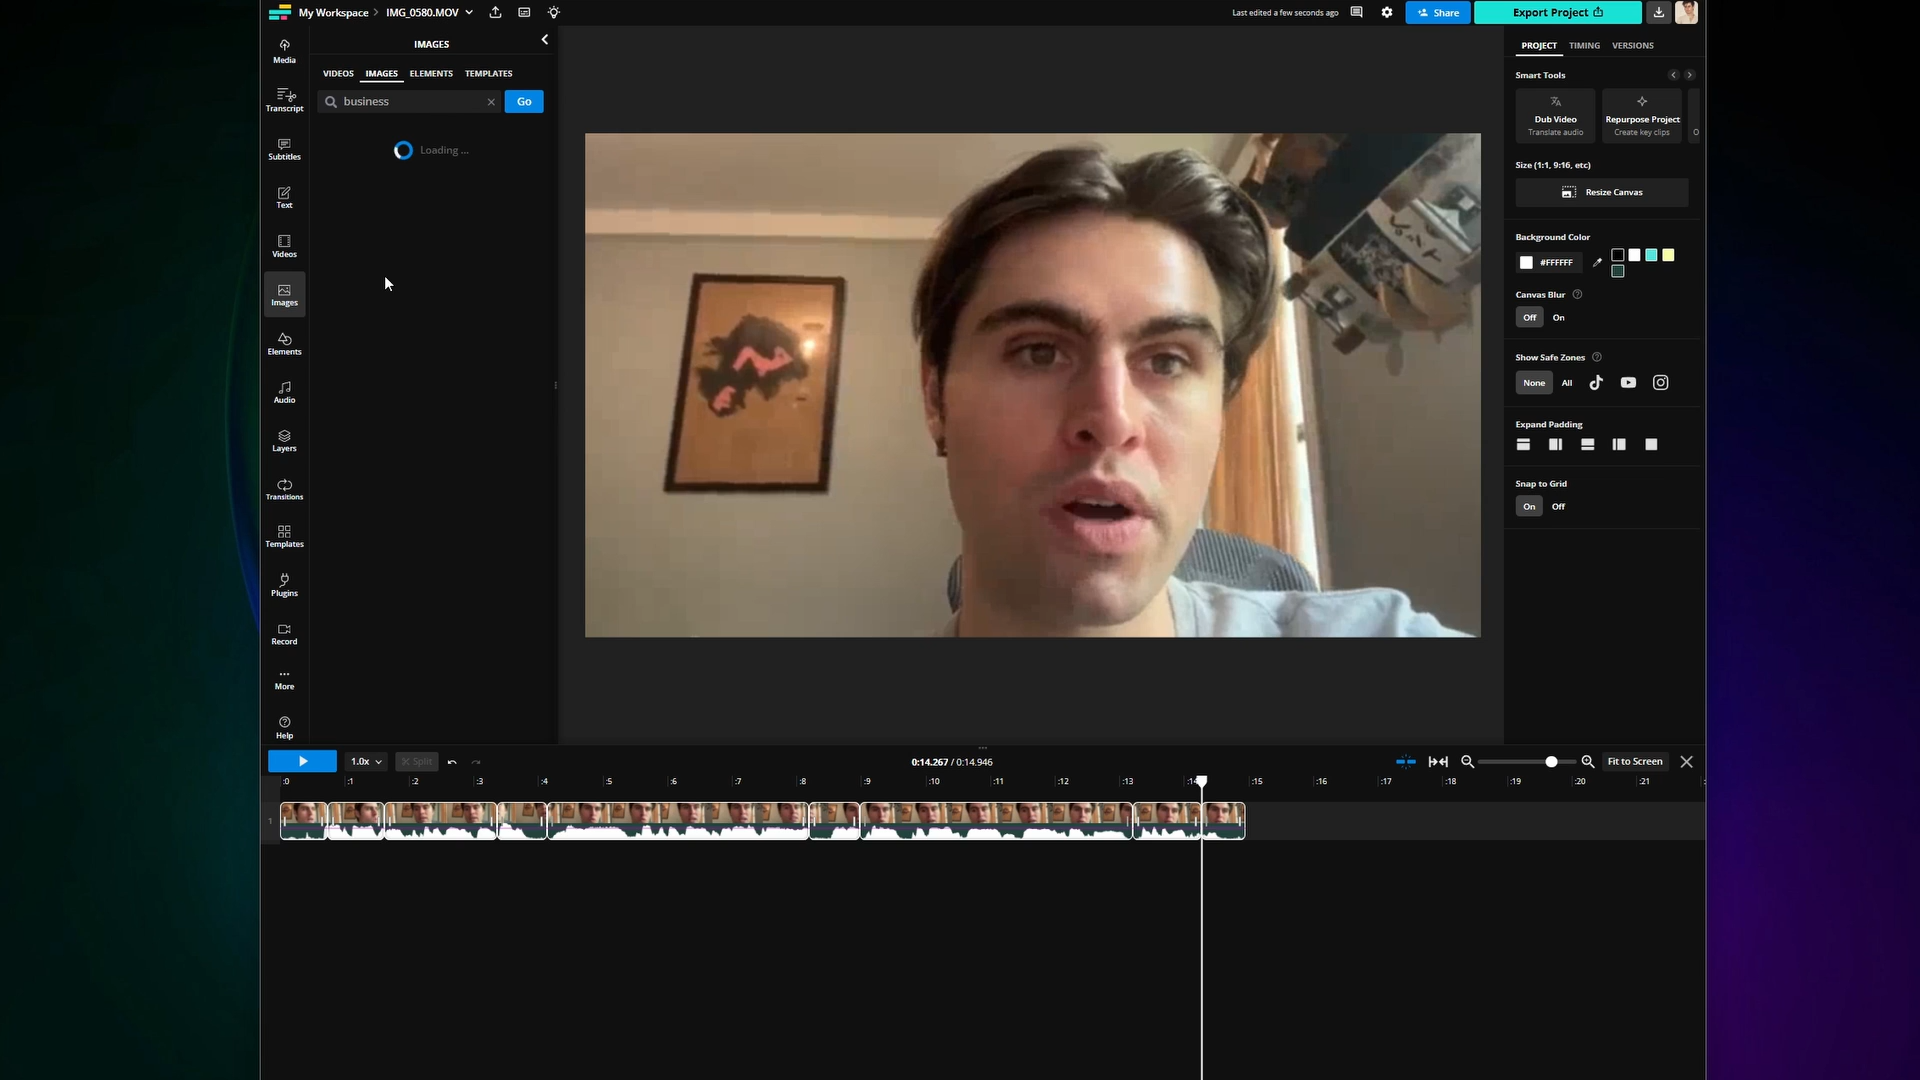 My Workspace > IMG_0580.MOV
Last edited a few seconds ago
Share
Export Project
Media
Transcript
Subtitles
Text
Videos
Images
Elements
Audio
Layers
Transitions
Templates
Plugins
Record
More
Help
IMAGES
VIDEOS IMAGES ELEMENTS TEMPLATES
business
Go
Loading ...
PROJECT TIMING VERSIONS
Smart Tools
Dub Video
Translate audio
Repurpose Project
Create key clips
Size (1:1, 9:16, etc)
Resize Canvas
Background Color
#FFFFFF
Canvas Blur
Off On
Show Safe Zones
None All
Expand Padding
Snap to Grid
On Off
1.0x
Split
0:14.267 / 0:14.946
Fit to Screen
:0 :1 :2 :3 :4 :5 :6 :7 :8 :9 :10 :11 :12 :13 :14 :15 :16 :17 :18 :19 :20 :21
1